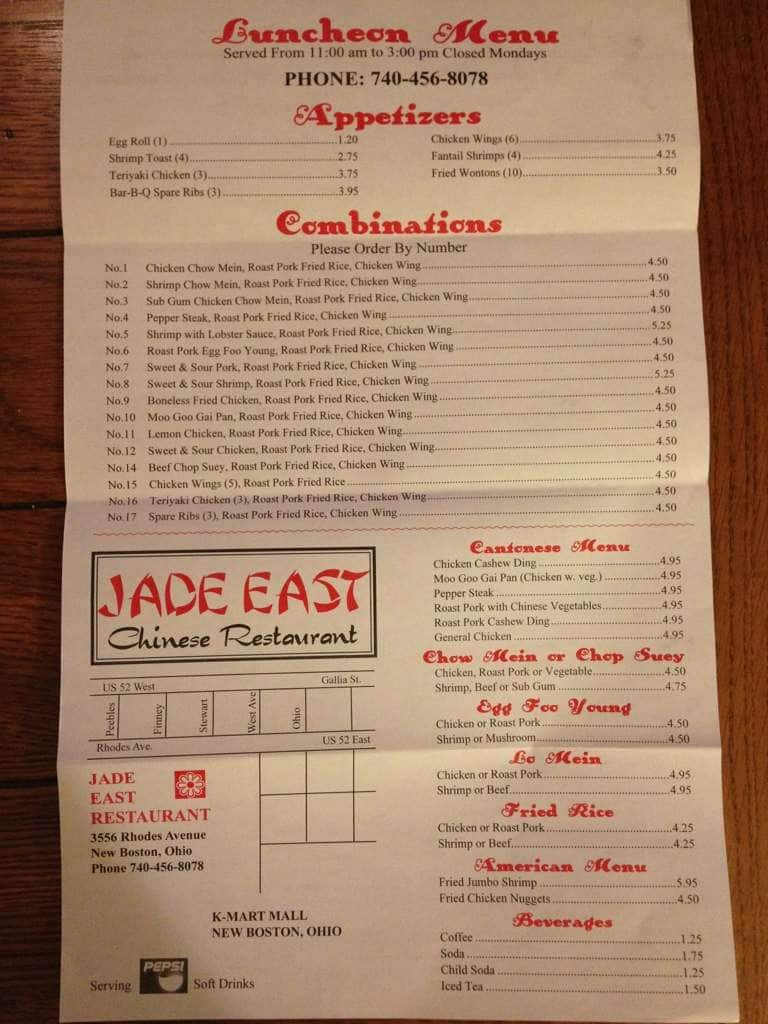 Luncheon Menu
Served From 11:00 am to 3:00 pm Closed Mondays
PHONE: 740-456-8078
Appetizers
Egg Roll (1) 1.20
Shrimp Toast (4) 2.75
Teriyaki Chicken (3) 3.75
Bar-B-Q Spare Ribs (3) 3.95
Chicken Wings (6) 3.75
Fantail Shrimps (4) 4.25
Fried Wontons (10) 3.50
Combinations
Please Order By Number
No.1 Chicken Chow Mein, Roast Pork Fried Rice, Chicken Wing 4.50
No.2 Shrimp Chow Mein, Roast Pork Fried Rice, Chicken Wing 4.50
No.3 Sub Gum Chicken Chow Mein, Roast Pork Fried Rice, Chicken Wing 4.50
No.4 Pepper Steak, Roast Pork Fried Rice, Chicken Wing 4.50
No.5 Shrimp with Lobster Sauce, Roast Pork Fried Rice, Chicken Wing 5.25
No.6 Roast Pork Egg Foo Young, Roast Pork Fried Rice, Chicken Wing 4.50
No.7 Sweet & Sour Pork, Roast Pork Fried Rice, Chicken Wing 4.50
No.8 Sweet & Sour Shrimp, Roast Pork Fried Rice, Chicken Wing 5.25
No.9 Boneless Fried Chicken, Roast Pork Fried Rice, Chicken Wing 4.50
No.10 Moo Goo Gai Pan, Roast Pork Fried Rice, Chicken Wing 4.50
No.11 Lemon Chicken, Roast Pork Fried Rice, Chicken Wing 4.50
No.12 Sweet & Sour Chicken, Roast Pork Fried Rice, Chicken Wing 4.50
No.14 Beef Chop Suey, Roast Pork Fried Rice, Chicken Wing 4.50
No.15 Chicken Wings (5), Roast Pork Fried Rice 4.50
No.16 Teriyaki Chicken (3), Roast Pork Fried Rice, Chicken Wing 4.50
No.17 Spare Ribs (3), Roast Pork Fried Rice, Chicken Wing 4.50
JADE EAST
Chinese Restaurant
US 52 West
Gallia St.
Peebles
Finney
Stewart
West Ave
Ohio
Rhodes Ave.
US 52 East
JADE
EAST
RESTAURANT
3556 Rhodes Avenue
New Boston, Ohio
Phone 740-456-8078
K-MART MALL
NEW BOSTON, OHIO
Serving PEPSI Soft Drinks
Cantonese Menu
Chicken Cashew Ding 4.95
Moo Goo Gai Pan (Chicken w. veg.) 4.95
Pepper Steak 4.95
Roast Pork with Chinese Vegetables 4.95
Roast Pork Cashew Ding 4.95
General Chicken 4.95
Chow Mein or Chop Suey
Chicken, Roast Pork or Vegetable 4.50
Shrimp, Beef or Sub Gum 4.75
Egg Foo Young
Chicken or Roast Pork 4.50
Shrimp or Mushroom 4.50
Lo Mein
Chicken or Roast Pork 4.95
Shrimp or Beef 4.95
Fried Rice
Chicken or Roast Pork 4.25
Shrimp or Beef 4.25
American Menu
Fried Jumbo Shrimp 5.95
Fried Chicken Nuggets 4.50
Beverages
Coffee 1.25
Soda 1.75
Child Soda 1.25
Iced Tea 1.50